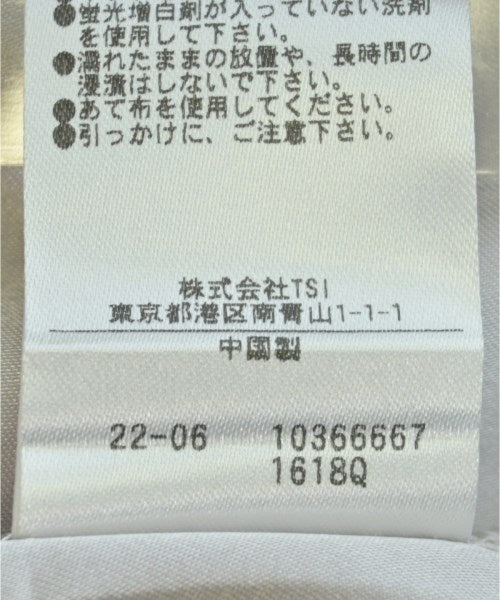 ●蛍光増白剤が入っていない洗剤
を使用して下さい。
●濡れたままの放置や、長時間の
浸漬はしないで下さい。
●あて布を使用してください。
●引っかけに、ご注意下さい。
株式会社TSI
東京都港区南青山1-1-1
中国製
22-06 10366667
1618Q